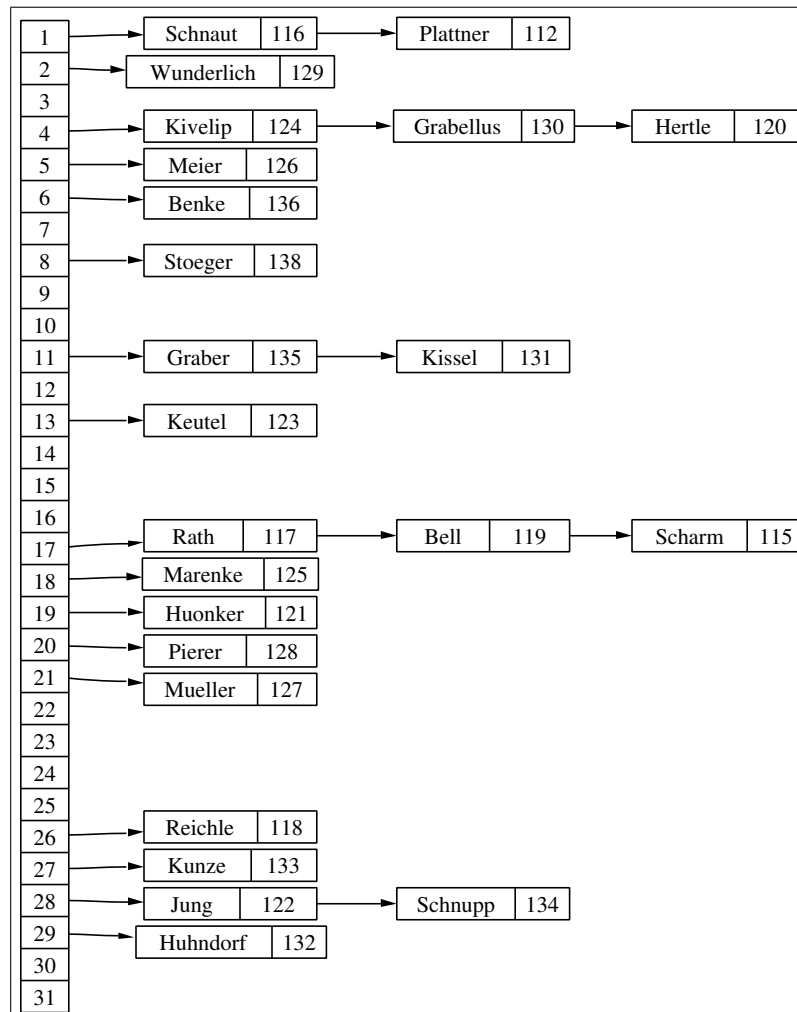 1 Schnaut 116 Plattner 112
2 Wunderlich 129
3
4 Kivelip 124 Grabellus 130 Hertle 120
5 Meier 126
6 Benke 136
7
8 Stoeger 138
9
10
11 Graber 135 Kissel 131
12
13 Keutel 123
14
15
16
17 Rath 117 Bell 119 Scharm 115
18 Marenke 125
19 Huonker 121
20 Pierer 128
21 Mueller 127
22
23
24
25
26 Reichle 118
27 Kunze 133
28 Jung 122 Schnupp 134
29 Huhndorf 132
30
31